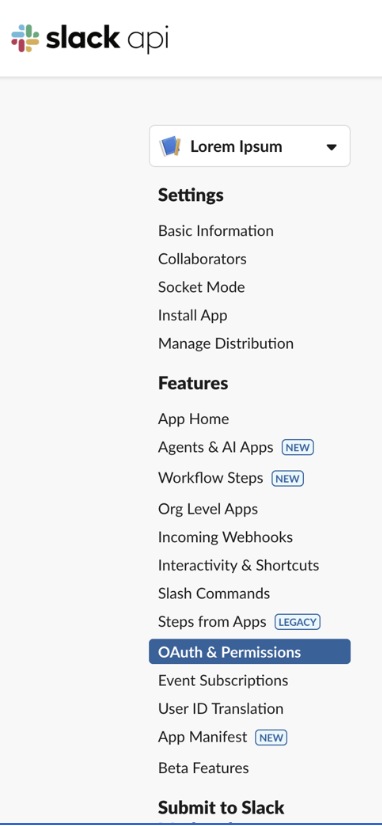 slack api
Lorem Ipsum
Settings
Basic Information
Collaborators
Socket Mode
Install App
Manage Distribution
Features
App Home
Agents & AI Apps NEW
Workflow Steps NEW
Org Level Apps
Incoming Webhooks
Interactivity & Shortcuts
Slash Commands
Steps from Apps LEGACY
OAuth & Permissions
Event Subscriptions
User ID Translation
App Manifest NEW
Beta Features
Submit to Slack